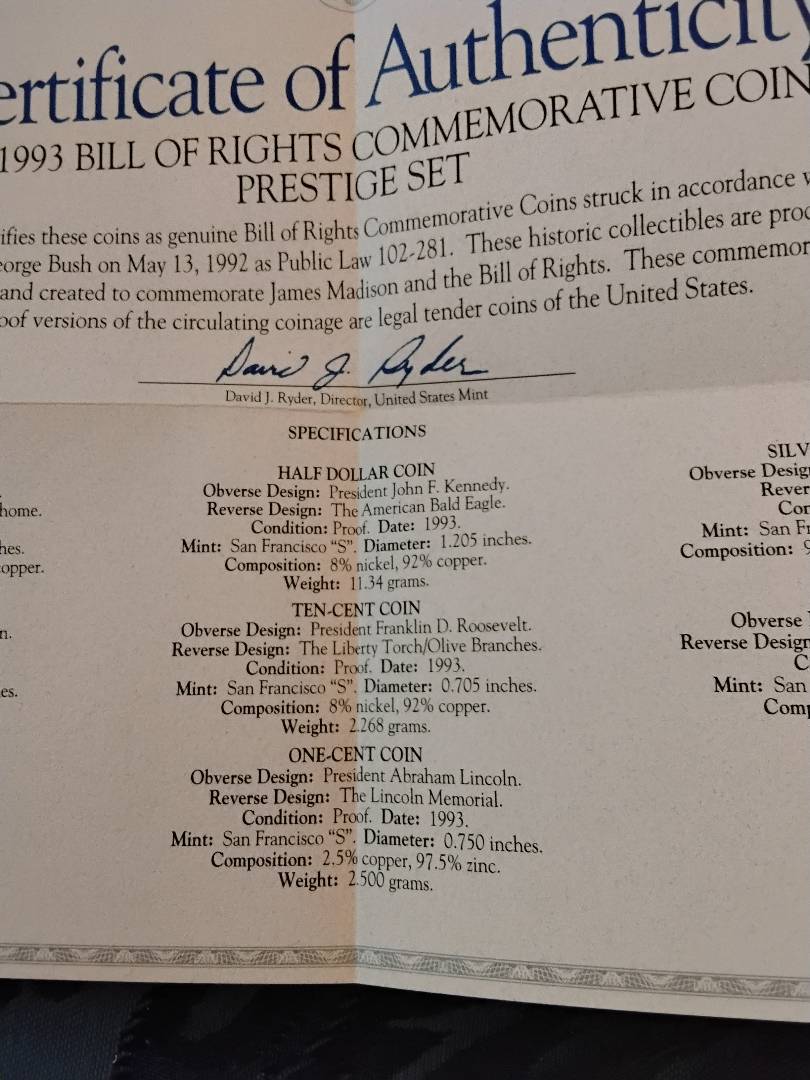 ertificate of Authenticity
1993 BILL OF RIGHTS COMMEMORATIVE COIN
PRESTIGE SET
ifies these coins as genuine Bill of Rights Commemorative Coins struck in accordance w
eorge Bush on May 13, 1992 as Public Law 102-281. These historic collectibles are proc
and created to commemorate James Madison and the Bill of Rights. These commemor
oof versions of the circulating coinage are legal tender coins of the United States.
David J. Ryder
David J. Ryder, Director, United States Mint
SPECIFICATIONS
home.
hes.
opper.
n.
es.
HALF DOLLAR COIN
Obverse Design: President John F. Kennedy.
Reverse Design: The American Bald Eagle.
Condition: Proof. Date: 1993.
Mint: San Francisco “S”. Diameter: 1.205 inches.
Composition: 8% nickel, 92% copper.
Weight: 11.34 grams.
TEN-CENT COIN
Obverse Design: President Franklin D. Roosevelt.
Reverse Design: The Liberty Torch/Olive Branches.
Condition: Proof. Date: 1993.
Mint: San Francisco “S”. Diameter: 0.705 inches.
Composition: 8% nickel, 92% copper.
Weight: 2.268 grams.
ONE-CENT COIN
Obverse Design: President Abraham Lincoln.
Reverse Design: The Lincoln Memorial.
Condition: Proof. Date: 1993.
Mint: San Francisco “S”. Diameter: 0.750 inches.
Composition: 2.5% copper, 97.5% zinc.
Weight: 2.500 grams.
SILV
Obverse Desig
Rever
Con
Mint: San Fr
Composition: 9
Obverse
Reverse Design
C
Mint: San
Comp